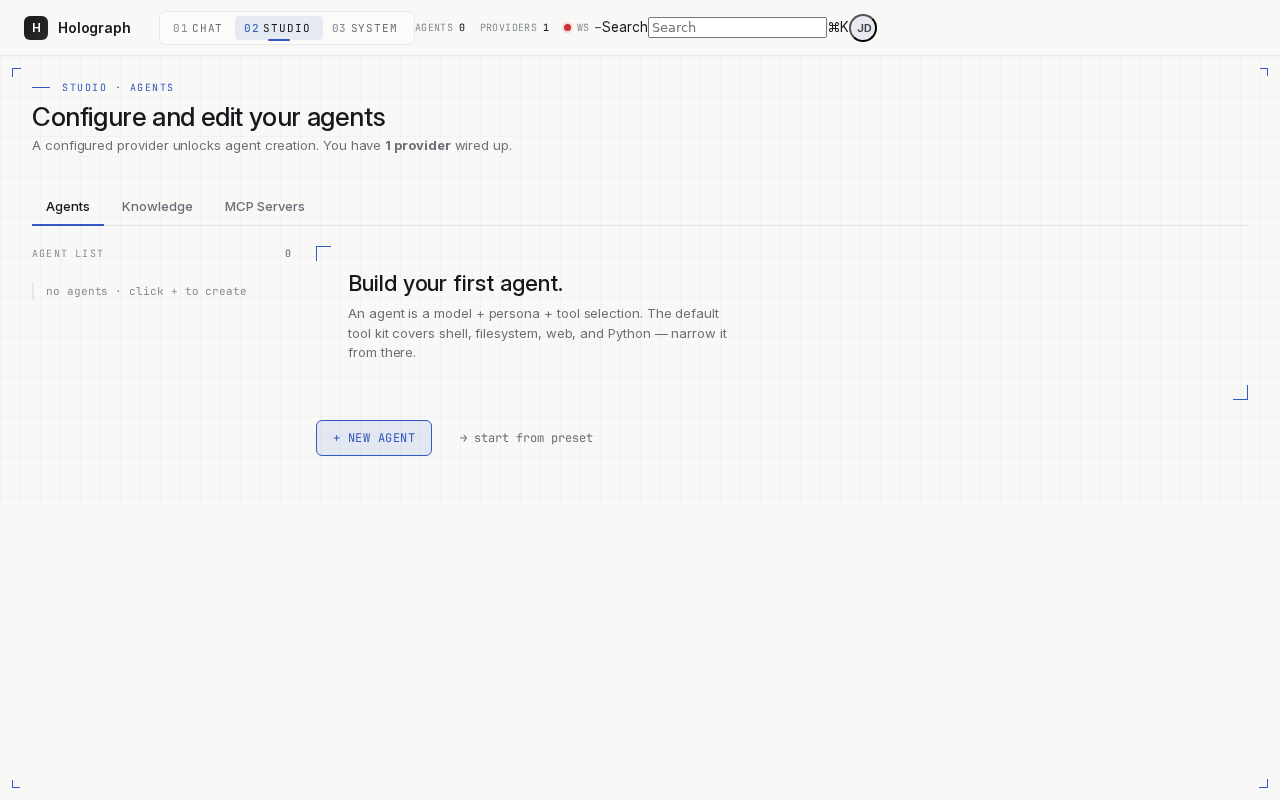 H Holograph 01 CHAT 02 STUDIO 03 SYSTEM AGENTS 0 PROVIDERS 1 WS – Search Search ⌘K JD
STUDIO · AGENTS
Configure and edit your agents
A configured provider unlocks agent creation. You have 1 provider wired up.
Agents Knowledge MCP Servers
AGENT LIST 0
no agents · click + to create
Build your first agent.
An agent is a model + persona + tool selection. The default
tool kit covers shell, filesystem, web, and Python — narrow it
from there.
+ NEW AGENT → start from preset